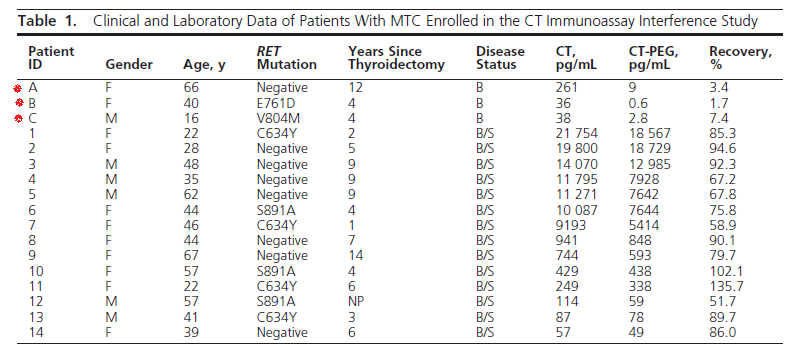 Table 1. Clinical and Laboratory Data of Patients With MTC Enrolled in the CT Immunoassay Interference Study
Patient ID Gender Age, y RET Mutation Years Since Thyroidectomy Disease Status CT, pg/mL CT-PEG, pg/mL Recovery, %
A F 66 Negative 12 B 261 9 3.4
B F 40 E761D 4 B 36 0.6 1.7
C M 16 V804M 4 B 38 2.8 7.4
1 F 22 C634Y 2 B/S 21 754 18 567 85.3
2 F 28 Negative 5 B/S 19 800 18 729 94.6
3 M 48 Negative 9 B/S 14 070 12 985 92.3
4 M 35 Negative 9 B/S 11 795 7928 67.2
5 M 62 Negative 9 B/S 11 271 7642 67.8
6 F 44 S891A 4 B/S 10 087 7644 75.8
7 F 46 C634Y 1 B/S 9193 5414 58.9
8 F 44 Negative 7 B/S 941 848 90.1
9 F 67 Negative 14 B/S 744 593 79.7
10 F 57 S891A 4 B/S 429 438 102.1
11 F 22 C634Y 6 B/S 249 338 135.7
12 M 57 S891A NP B/S 114 59 51.7
13 M 41 C634Y 3 B/S 87 78 89.7
14 F 39 Negative 6 B/S 57 49 86.0